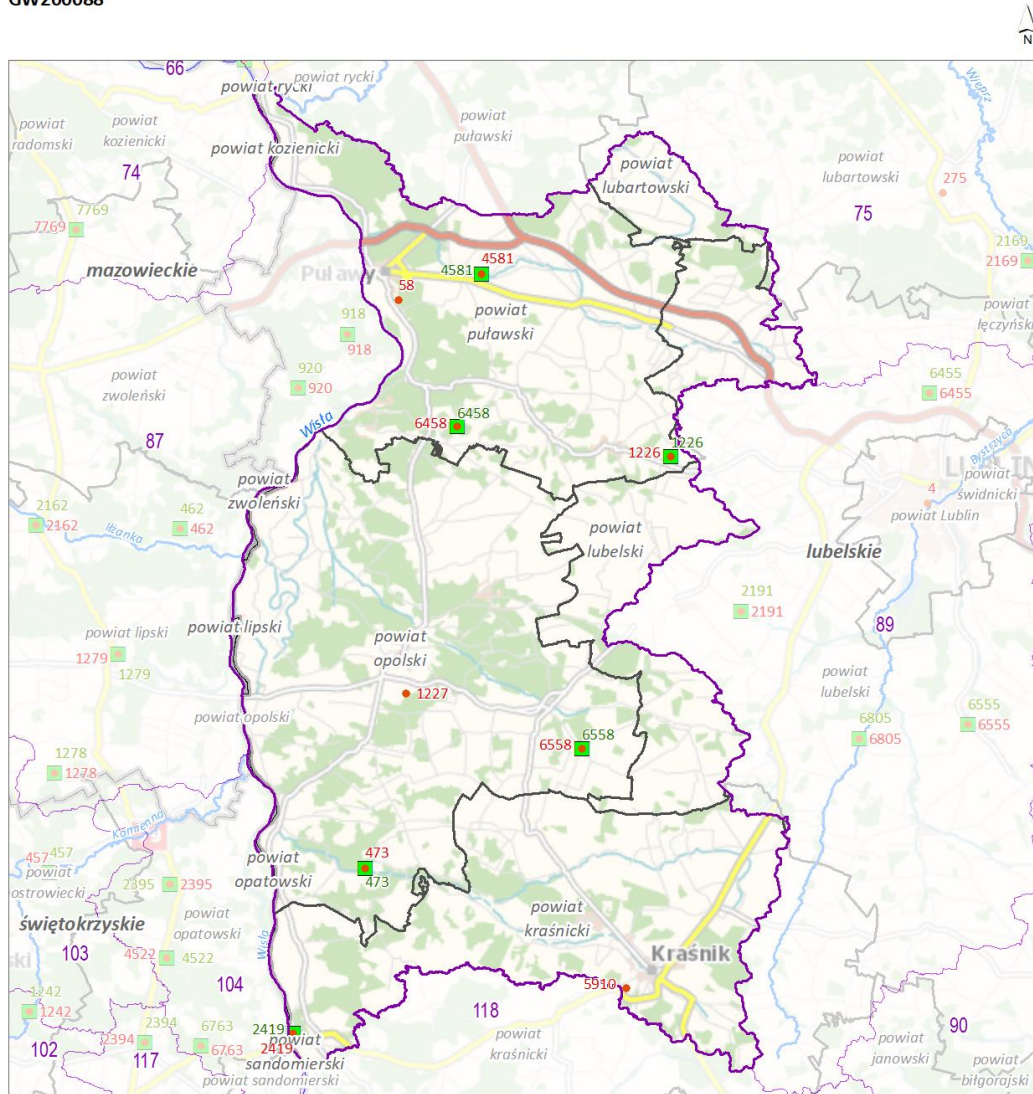 GW200088
N
66
powiat rycki
powiat rycki
powiat
radomski
powiat
kozienicki
powiat kozienicki
powiat
puławski
powiat
lubartowski
powiat
lubartowski
Wieprz
275
74
75
7769
7769
mazowieckie
Puławy
4581
4581
58
2169
2169
powiat
puławski
powiat
łęczyński
918
918
920
920
powiat
zwoleński
6455
6455
87
Wisła
6458
6458
1226
1226
Bystrzyca
LUBLIN
powiat
świdnicki
4
powiat Lublin
powiat
zwoleński
2162
2162
462
462
Iłżanka
powiat
lubelski
lubelskie
2191
2191
89
powiat lipski
powiat lipski
1279
1279
powiat
opolski
powiat
lubelski
1227
powiat opolski
6555
6555
6805
6805
6558
6558
1278
1278
Kamienna
473
473
457
457
powiat
ostrowiecki
powiat
opatowski
2395
2395
powiat
opatowski
świętokrzyskie
powiat
kraśnicki
Kraśnik
103
4522
4522
Wisła
104
5910
118
1242
1242
102
2394
2394
117
6763
6763
2419
2419
powiat
sandomierski
powiat sandomierski
powiat
kraśnicki
90
powiat
janowski
powiat
biłgorajski